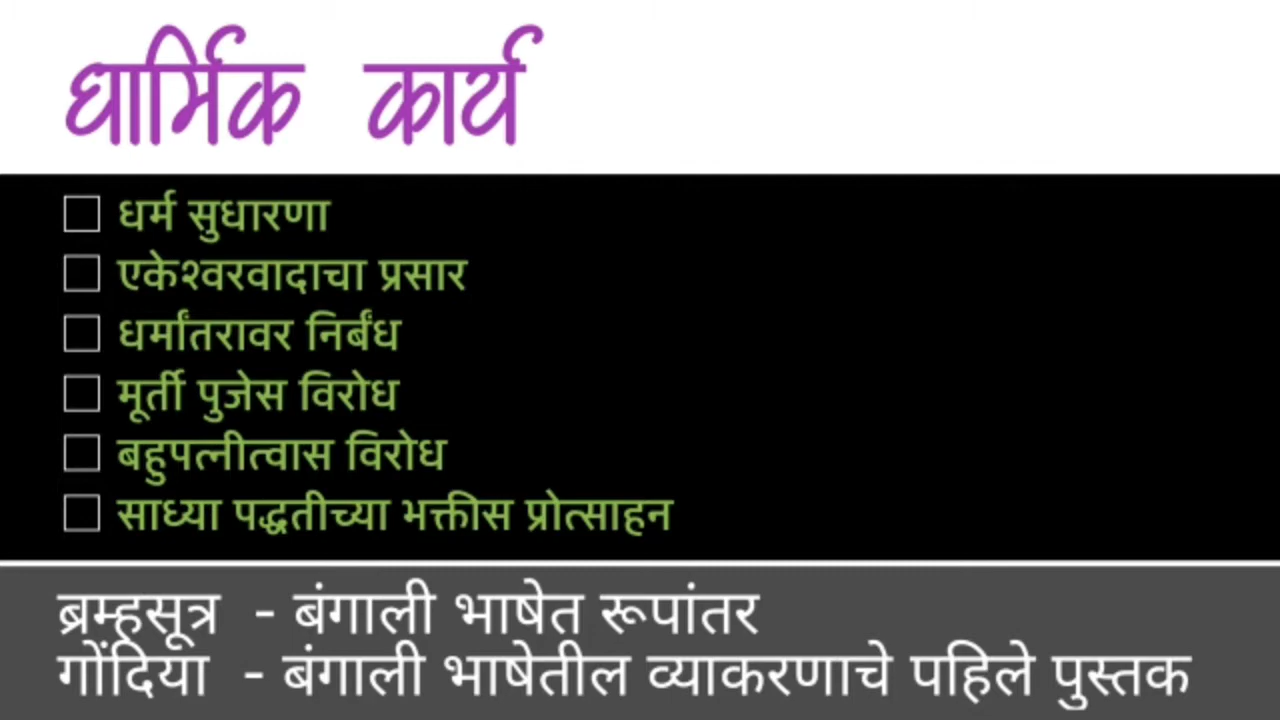 धार्मिक कार्य
धर्म सुधारणा
एकेश्वरवादाचा प्रसार
धर्मांतरावर निर्बंध
मूर्ती पुजेस विरोध
बहुपत्नीत्वास विरोध
साध्या पद्धतीच्या भक्तीस प्रोत्साहन
ब्रम्हसूत्र - बंगाली भाषेत रूपांतर
गोंदिया - बंगाली भाषेतील व्याकरणाचे पहिले पुस्तक